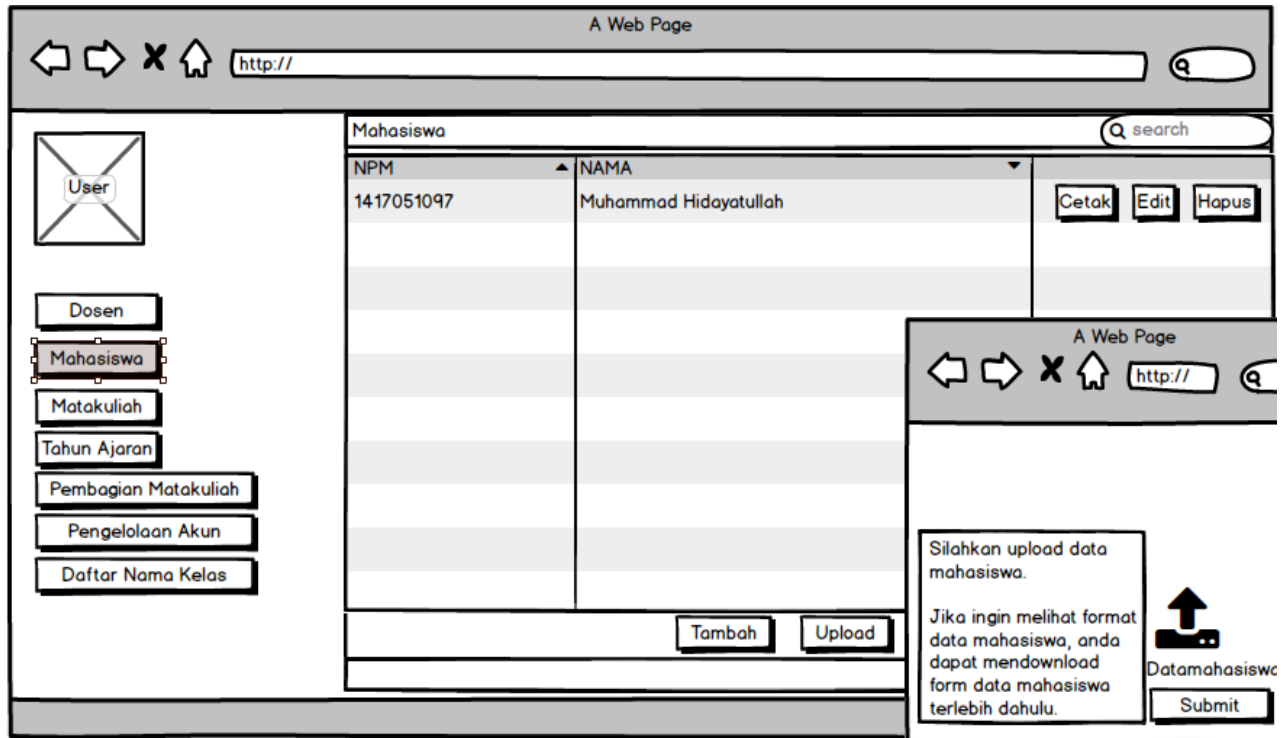 A Web Page
http://
User
Dosen
Mahasiswa
Matakuliah
Tahun Ajaran
Pembagian Matakuliah
Pengelolaan Akun
Daftar Nama Kelas
Mahasiswa
search
NPM NAMA
1417051097 Muhammad Hidayatullah Cetak Edit Hapus
Tambah Upload
A Web Page
http://
Silahkan upload data
mahasiswa.
Jika ingin melihat format
data mahasiswa, anda
dapat mendownload
form data mahasiswa
terlebih dahulu.
Datamahasiswa
Submit